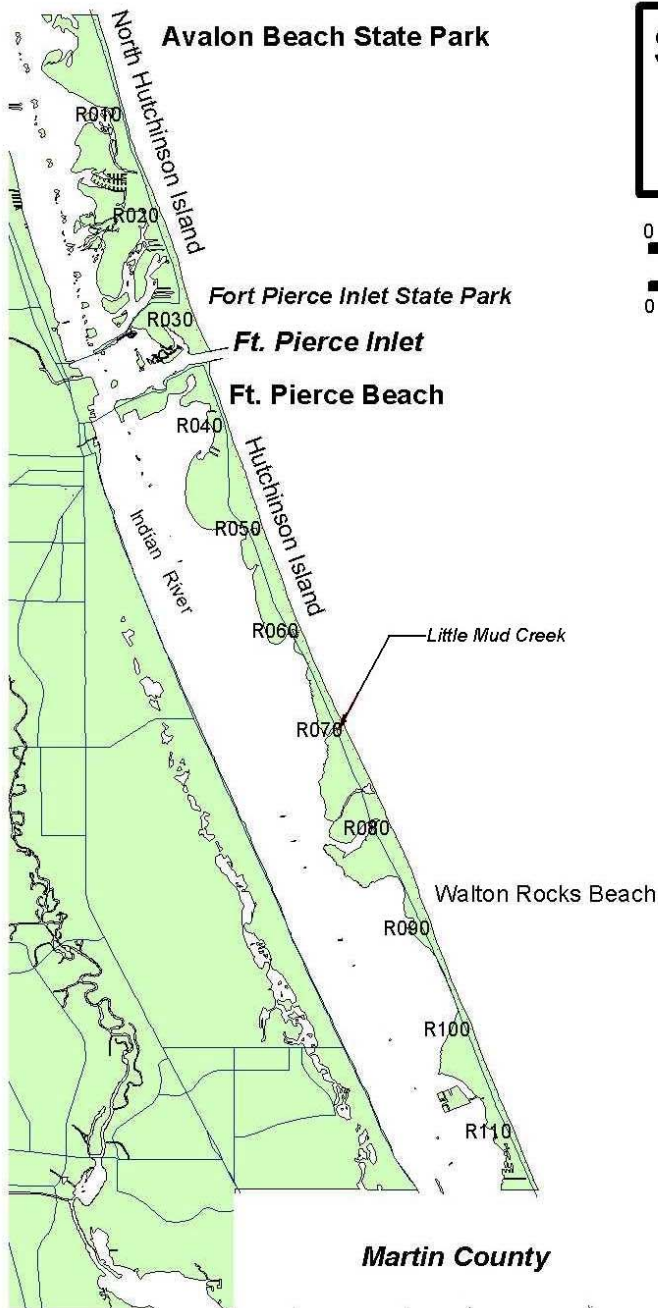 Avalon Beach State Park
North Hutchinson Island
S
R010
R020
0
0
Fort Pierce Inlet State Park
R030
Ft. Pierce Inlet
Ft. Pierce Beach
R040
Hutchinson Island
R050
Indian River
R060
Little Mud Creek
R070
R080
Walton Rocks Beach
R090
R100
R110
Martin County